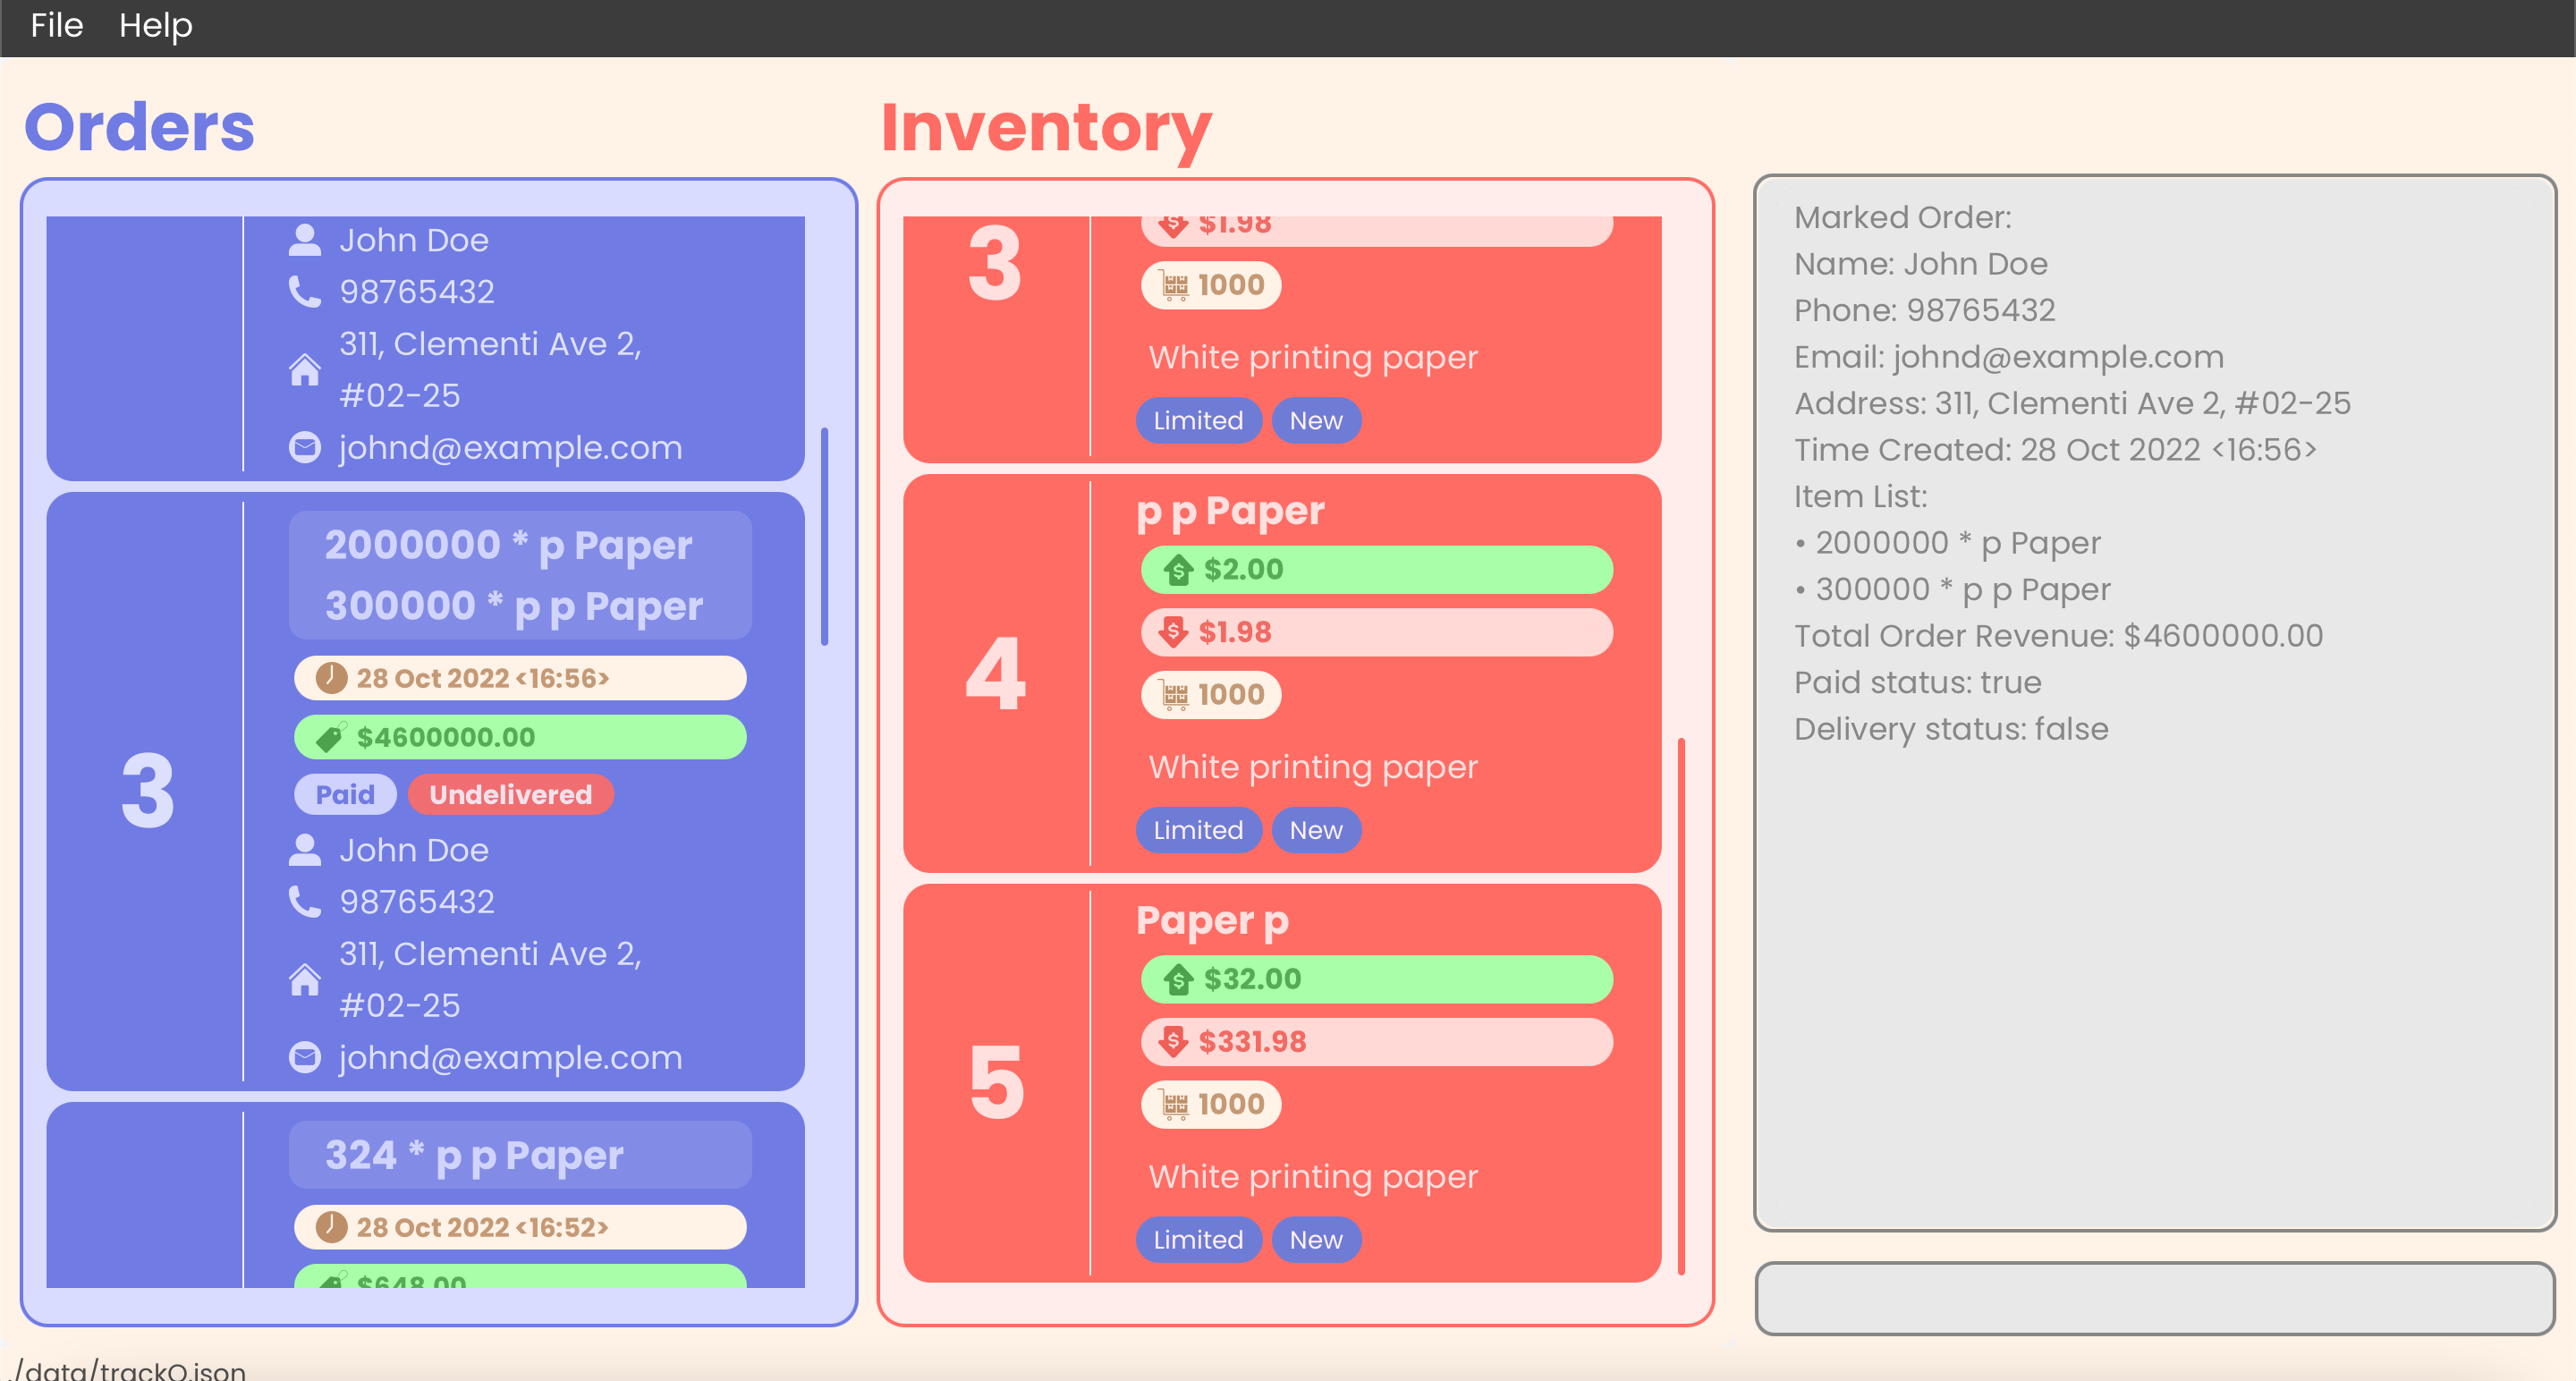 File Help
Orders
John Doe
98765432
311, Clementi Ave 2,
#02-25
johnd@example.com
3
2000000 * p Paper
300000 * p p Paper
28 Oct 2022 <16:56>
$4600000.00
Paid Undelivered
John Doe
98765432
311, Clementi Ave 2,
#02-25
johnd@example.com
324 * p p Paper
28 Oct 2022 <16:52>
$648.00
Inventory
3
$1.98
1000
White printing paper
Limited New
4
p p Paper
$2.00
$1.98
1000
White printing paper
Limited New
5
Paper p
$32.00
$331.98
1000
White printing paper
Limited New
Marked Order:
Name: John Doe
Phone: 98765432
Email: johnd@example.com
Address: 311, Clementi Ave 2, #02-25
Time Created: 28 Oct 2022 <16:56>
Item List:
• 2000000 * p Paper
• 300000 * p p Paper
Total Order Revenue: $4600000.00
Paid status: true
Delivery status: false
./data/trackO.json